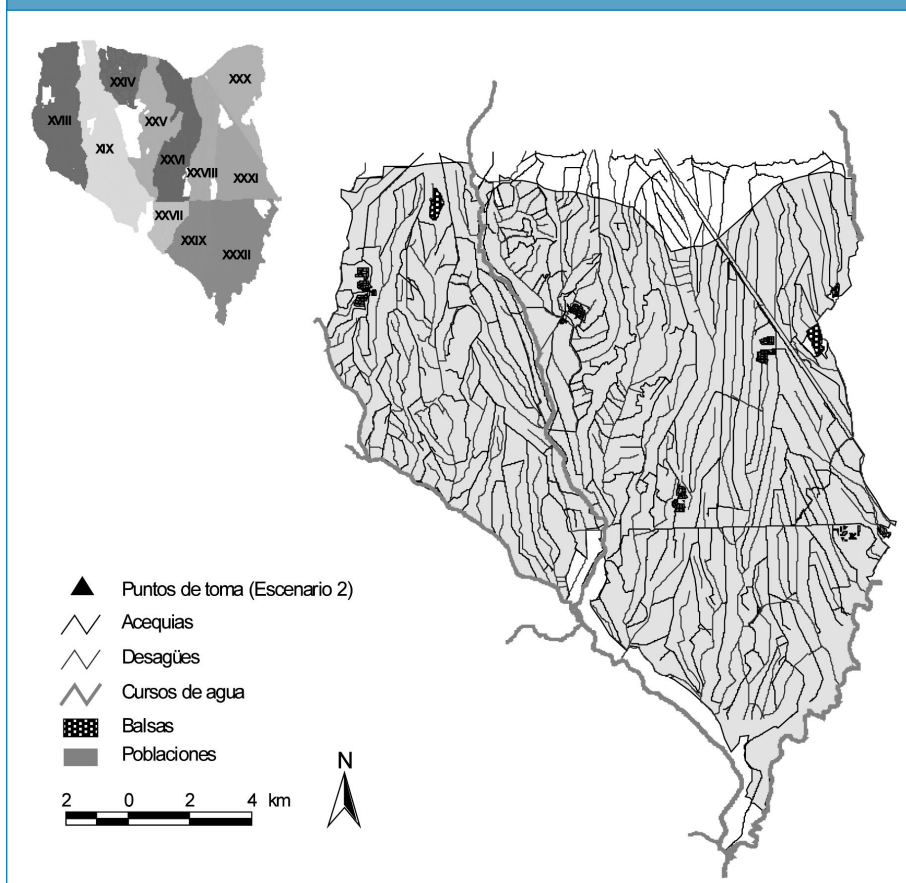 XXX
XXIV
XVIII
XXV
XIX
XXVI
XXVIII
XXXI
XXVII
XXIX
XXXII
Puntos de toma (Escenario 2)
Acequias
Desagües
Cursos de agua
Balsas
Poblaciones
N
2 0 2 4 km